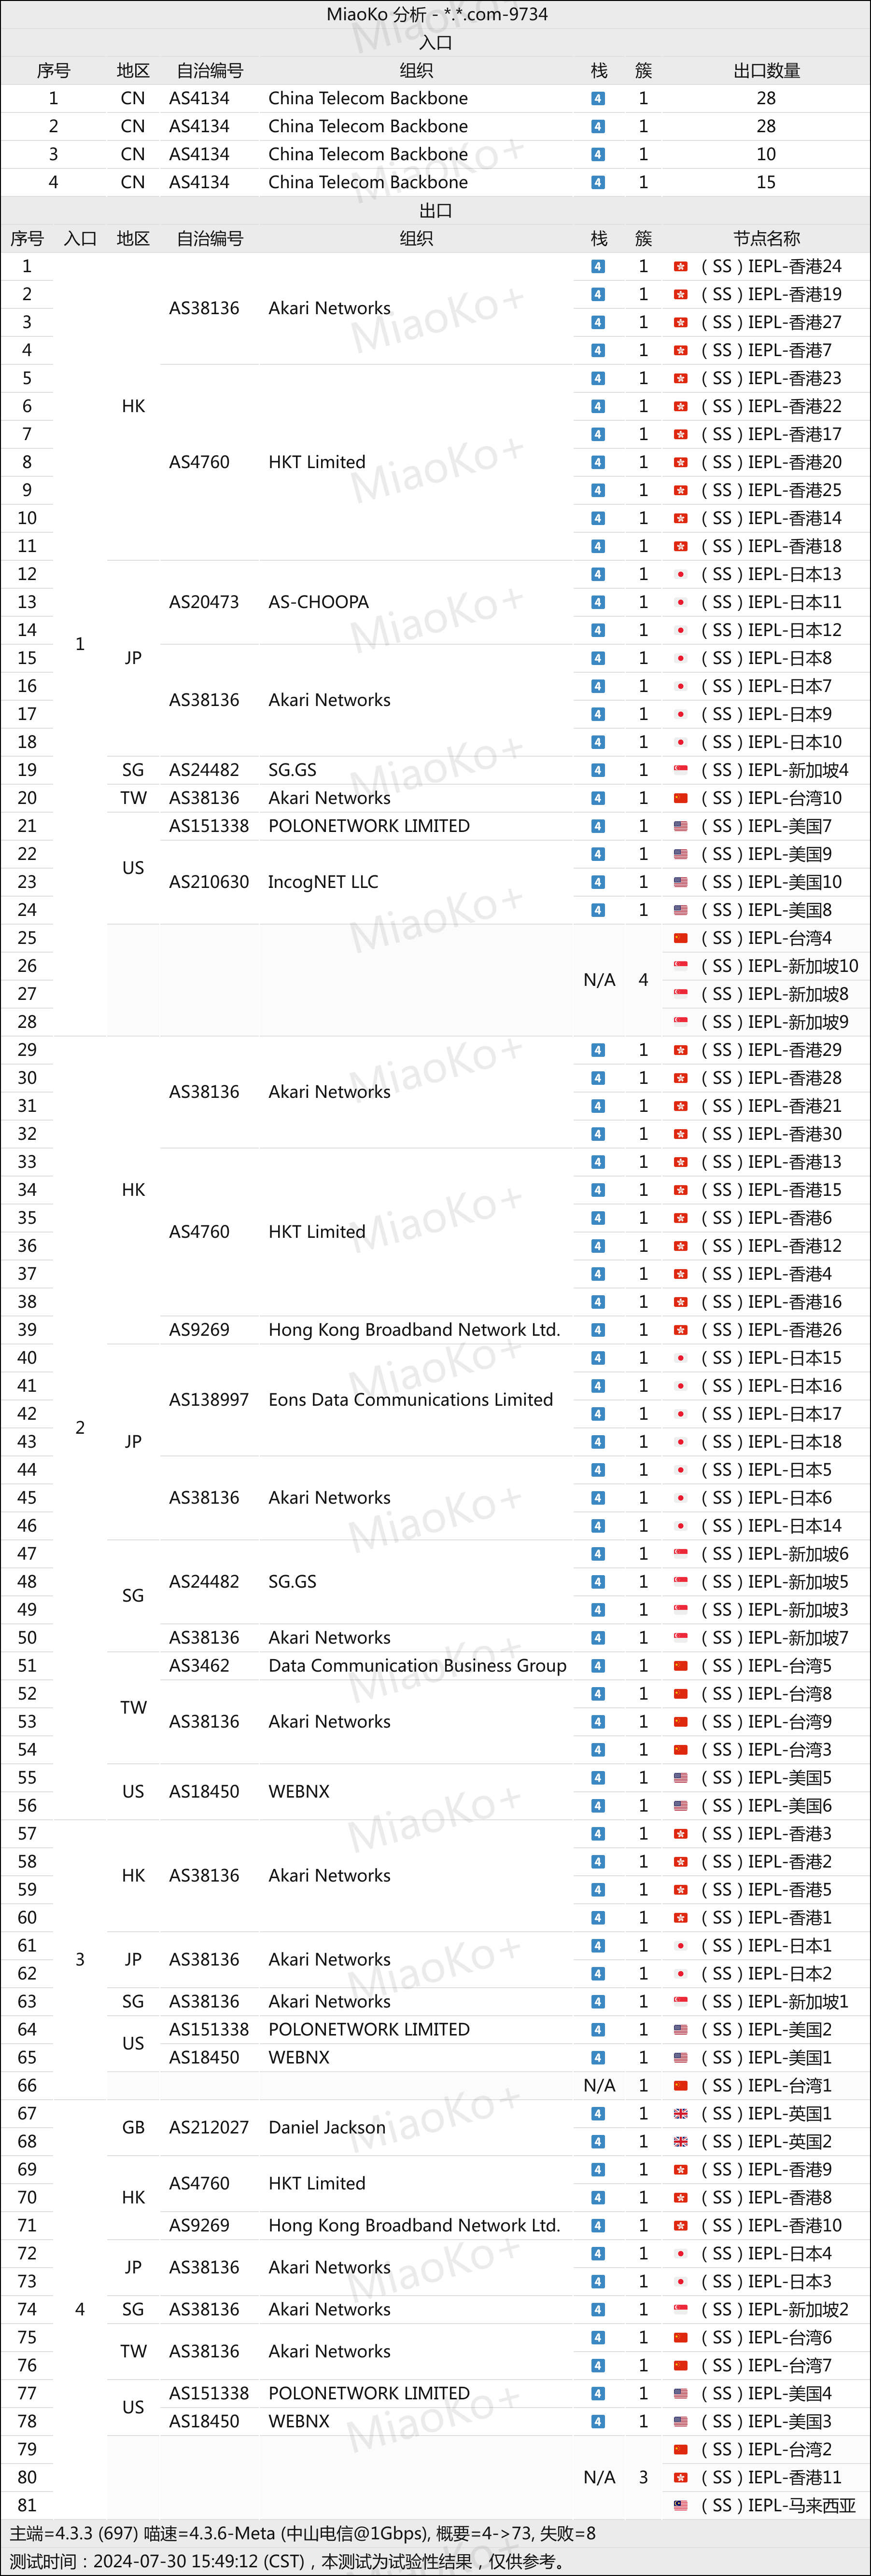 MiaoKo 分析 - *.*.com-9734
入口
序号 地区 自治编号 组织 栈 簇 出口数量
1 CN AS4134 China Telecom Backbone 4 1 28
2 CN AS4134 China Telecom Backbone 4 1 28
3 CN AS4134 China Telecom Backbone 4 1 10
4 CN AS4134 China Telecom Backbone 4 1 15
出口
序号 入口 地区 自治编号 组织 栈 簇 节点名称
1 1 HK AS38136 Akari Networks 4 1 （ SS ）IEPL-香港24
2 4 1 （ SS ）IEPL-香港19
3 4 1 （ SS ）IEPL-香港27
4 4 1 （ SS ）IEPL-香港7
5 AS4760 HKT Limited 4 1 （ SS ）IEPL-香港23
6 4 1 （ SS ）IEPL-香港22
7 4 1 （ SS ）IEPL-香港17
8 4 1 （ SS ）IEPL-香港20
9 4 1 （ SS ）IEPL-香港25
10 4 1 （ SS ）IEPL-香港14
11 4 1 （ SS ）IEPL-香港18
12 JP AS20473 AS-CHOOPA 4 1 （ SS ）IEPL-日本13
13 4 1 （ SS ）IEPL-日本11
14 4 1 （ SS ）IEPL-日本12
15 AS38136 Akari Networks 4 1 （ SS ）IEPL-日本8
16 4 1 （ SS ）IEPL-日本7
17 4 1 （ SS ）IEPL-日本9
18 4 1 （ SS ）IEPL-日本10
19 SG AS24482 SG.GS 4 1 （ SS ）IEPL-新加坡4
20 TW AS38136 Akari Networks 4 1 （ SS ）IEPL-台湾10
21 US AS151338 POLONETWORK LIMITED 4 1 （ SS ）IEPL-美国7
22 AS210630 IncogNET LLC 4 1 （ SS ）IEPL-美国9
23 4 1 （ SS ）IEPL-美国10
24 4 1 （ SS ）IEPL-美国8
25 N/A 4 （ SS ）IEPL-台湾4
26 （ SS ）IEPL-新加坡10
27 （ SS ）IEPL-新加坡8
28 （ SS ）IEPL-新加坡9
29 2 HK AS38136 Akari Networks 4 1 （ SS ）IEPL-香港29
30 4 1 （ SS ）IEPL-香港28
31 4 1 （ SS ）IEPL-香港21
32 4 1 （ SS ）IEPL-香港30
33 AS4760 HKT Limited 4 1 （ SS ）IEPL-香港13
34 4 1 （ SS ）IEPL-香港15
35 4 1 （ SS ）IEPL-香港6
36 4 1 （ SS ）IEPL-香港12
37 4 1 （ SS ）IEPL-香港4
38 4 1 （ SS ）IEPL-香港16
39 AS9269 Hong Kong Broadband Network Ltd. 4 1 （ SS ）IEPL-香港26
40 JP AS138997 Eons Data Communications Limited 4 1 （ SS ）IEPL-日本15
41 4 1 （ SS ）IEPL-日本16
42 4 1 （ SS ）IEPL-日本17
43 4 1 （ SS ）IEPL-日本18
44 AS38136 Akari Networks 4 1 （ SS ）IEPL-日本5
45 4 1 （ SS ）IEPL-日本6
46 4 1 （ SS ）IEPL-日本14
47 SG AS24482 SG.GS 4 1 （ SS ）IEPL-新加坡6
48 4 1 （ SS ）IEPL-新加坡5
49 4 1 （ SS ）IEPL-新加坡3
50 AS38136 Akari Networks 4 1 （ SS ）IEPL-新加坡7
51 TW AS3462 Data Communication Business Group 4 1 （ SS ）IEPL-台湾5
52 AS38136 Akari Networks 4 1 （ SS ）IEPL-台湾8
53 4 1 （ SS ）IEPL-台湾9
54 4 1 （ SS ）IEPL-台湾3
55 US AS18450 WEBNX 4 1 （ SS ）IEPL-美国5
56 4 1 （ SS ）IEPL-美国6
57 3 HK AS38136 Akari Networks 4 1 （ SS ）IEPL-香港3
58 4 1 （ SS ）IEPL-香港2
59 4 1 （ SS ）IEPL-香港5
60 4 1 （ SS ）IEPL-香港1
61 JP AS38136 Akari Networks 4 1 （ SS ）IEPL-日本1
62 4 1 （ SS ）IEPL-日本2
63 SG AS38136 Akari Networks 4 1 （ SS ）IEPL-新加坡1
64 US AS151338 POLONETWORK LIMITED 4 1 （ SS ）IEPL-美国2
65 AS18450 WEBNX 4 1 （ SS ）IEPL-美国1
66 N/A 1 （ SS ）IEPL-台湾1
67 4 GB AS212027 Daniel Jackson 4 1 （ SS ）IEPL-英国1
68 4 1 （ SS ）IEPL-英国2
69 HK AS4760 HKT Limited 4 1 （ SS ）IEPL-香港9
70 4 1 （ SS ）IEPL-香港8
71 AS9269 Hong Kong Broadband Network Ltd. 4 1 （ SS ）IEPL-香港10
72 JP AS38136 Akari Networks 4 1 （ SS ）IEPL-日本4
73 4 1 （ SS ）IEPL-日本3
74 SG AS38136 Akari Networks 4 1 （ SS ）IEPL-新加坡2
75 TW AS38136 Akari Networks 4 1 （ SS ）IEPL-台湾6
76 4 1 （ SS ）IEPL-台湾7
77 US AS151338 POLONETWORK LIMITED 4 1 （ SS ）IEPL-美国4
78 AS18450 WEBNX 4 1 （ SS ）IEPL-美国3
79 N/A 3 （ SS ）IEPL-台湾2
80 （ SS ）IEPL-香港11
81 （ SS ）IEPL-马来西亚
主端=4.3.3 (697) 喵速=4.3.6-Meta (中山电信@1Gbps), 概要=4->73, 失败=8
测试时间：2024-07-30 15:49:12 (CST)，本测试为试验性结果，仅供参考。